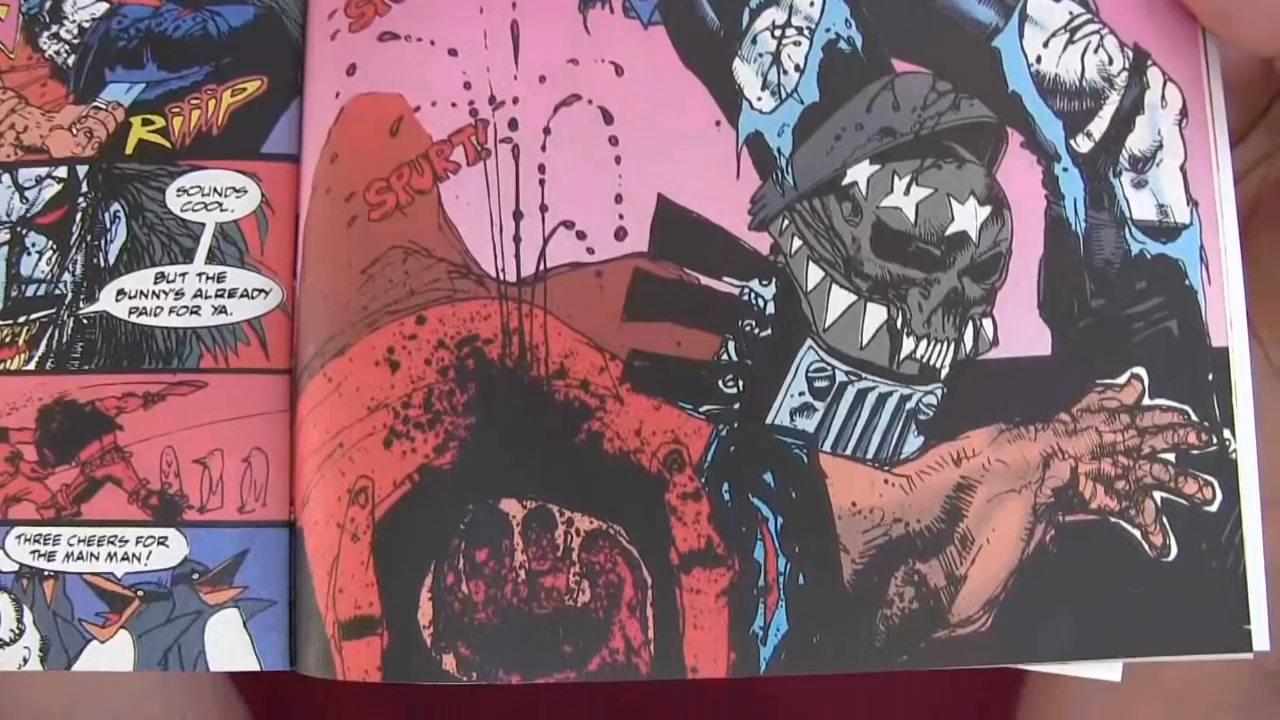 RIIIP
SOUNDS
COOL.
BUT THE
BUNNY'S ALREADY
PAID FOR YA.
THREE CHEERS FOR
THE MAIN MAN!
SPURT!